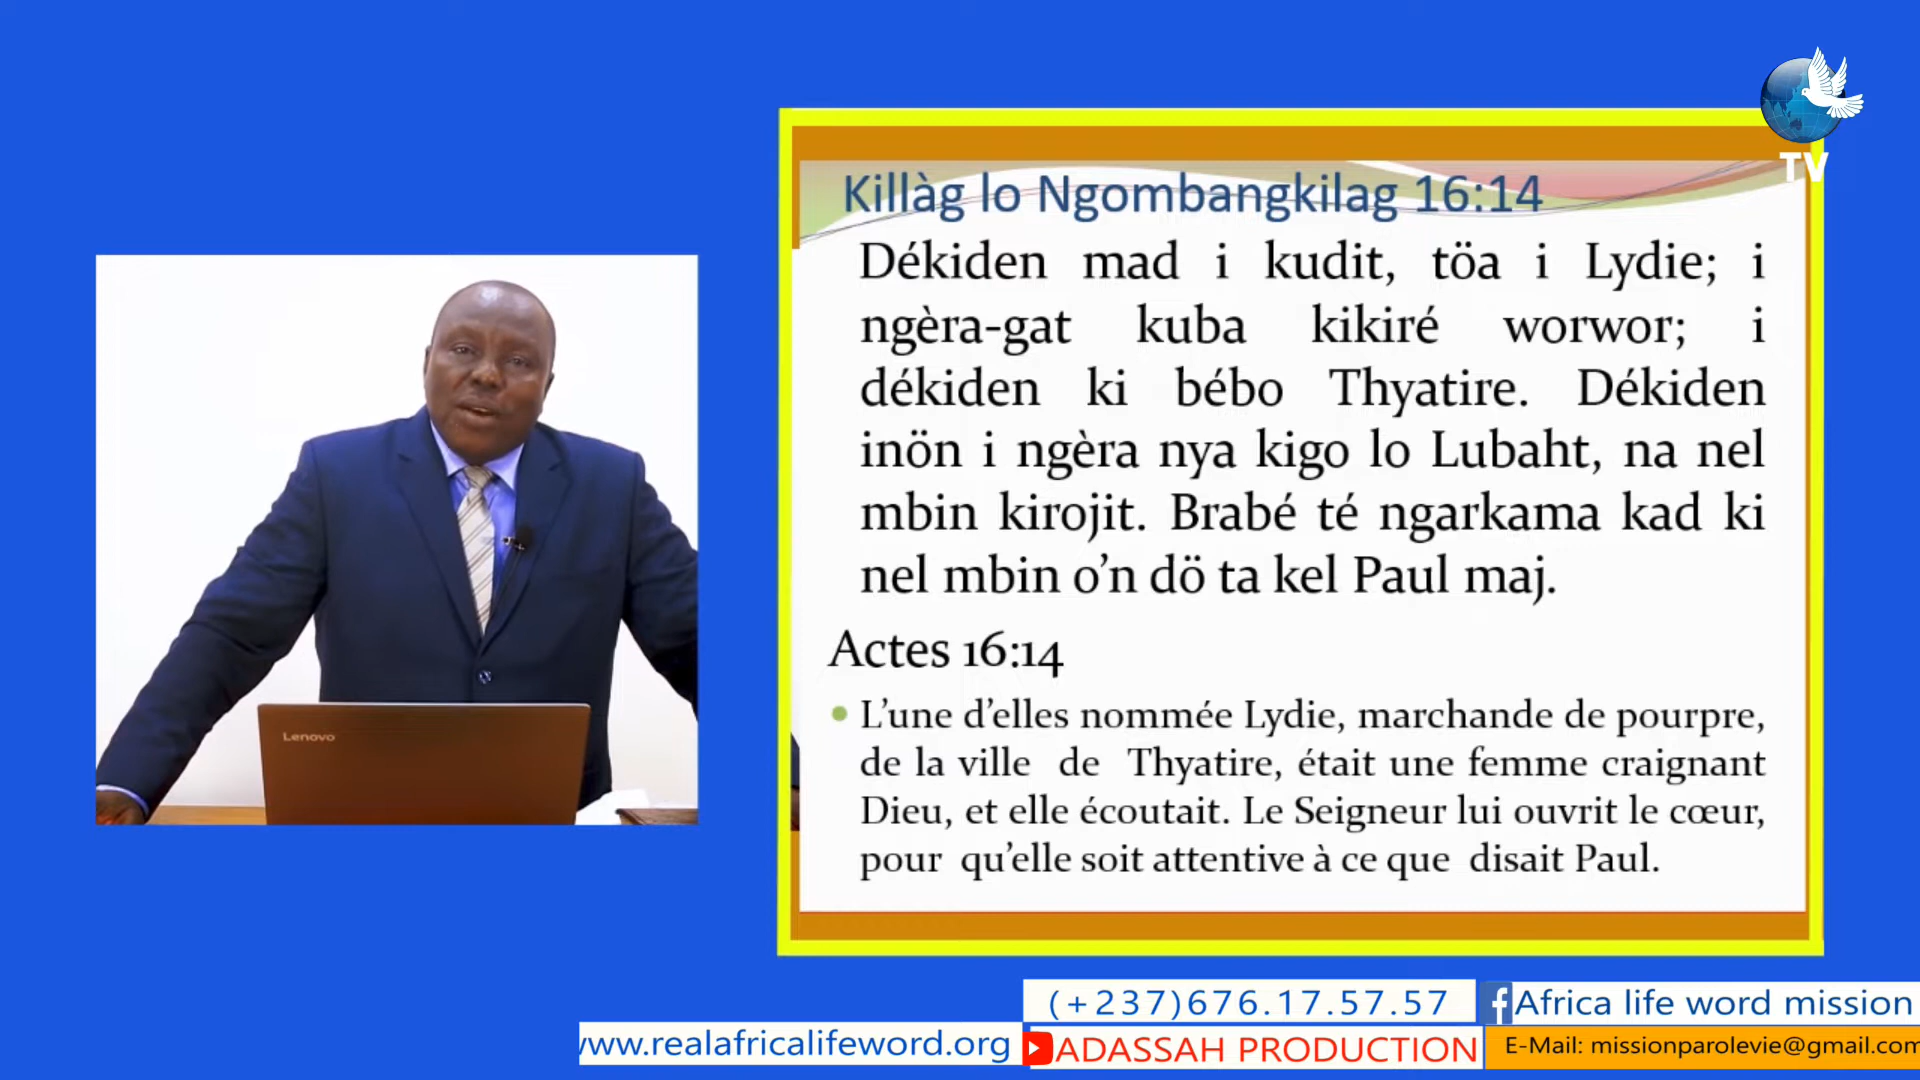 TV
Killàg lo Ngombangkilag 16:14
Dékiden mad i kudit, töa i Lydie; i
ngèra-gat kuba kikiré worwor; i
dékiden ki bébo Thyatire. Dékiden
inön i ngèra nya kigo lo Lubaht, na nel
mbin kirojit. Brabé té ngarkama kad ki
nel mbin o’n dö ta kel Paul maj.
Actes 16:14
• L’une d’elles nommée Lydie, marchande de pourpre,
de la ville de Thyatire, était une femme craignant
Dieu, et elle écoutait. Le Seigneur lui ouvrit le cœur,
pour qu’elle soit attentive à ce que disait Paul.
Lenovo
(+237)676.17.57.57
Africa life word mission
www.realafricalifeword.org
ADASSAH PRODUCTION
E-Mail: missionparolevie@gmail.com